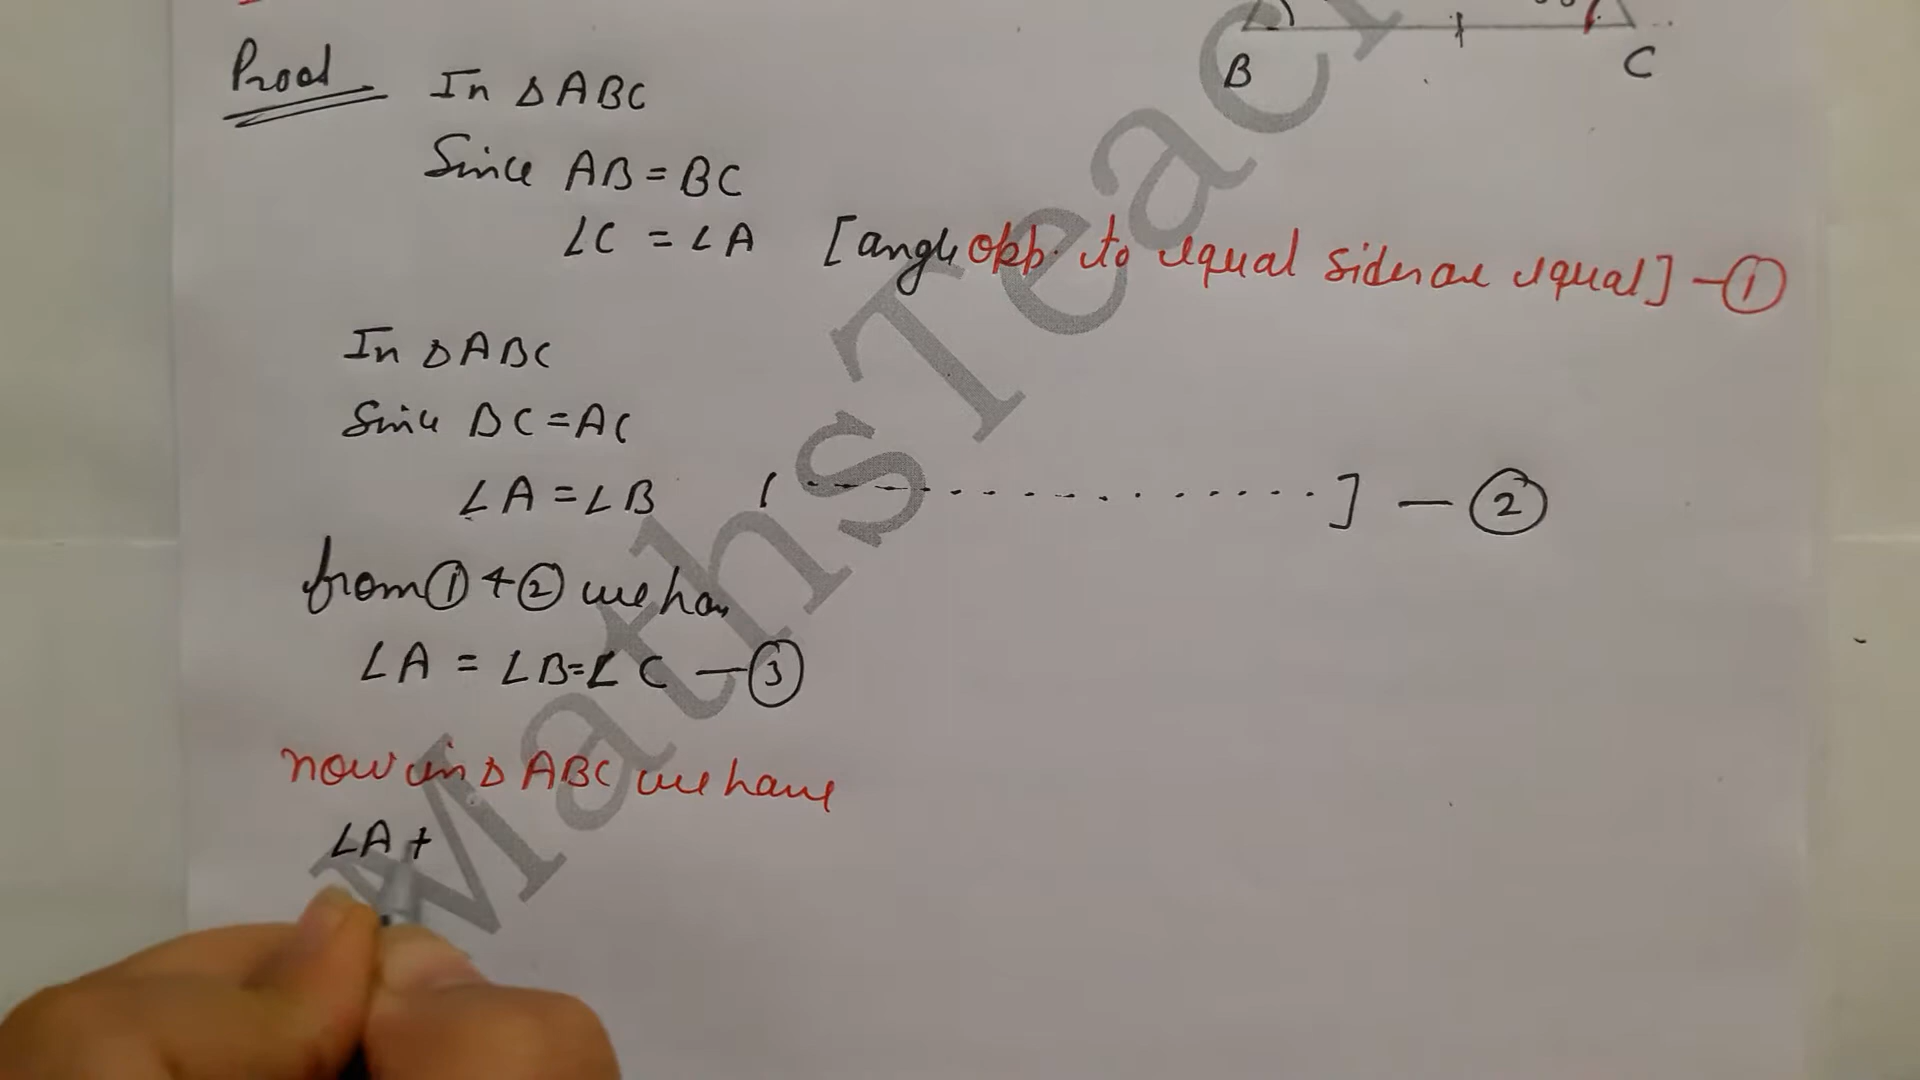 B C
Proof In △ABC
Since AB = BC
∠C = ∠A [angle opp. to equal sides are equal] — ①
In △ABC
Since BC = AC
∠A = ∠B [ .................. ] — ②
from ① + ② we have
∠A = ∠B = ∠C — ③
now in △ ABC we have
∠A +
MathsTeac